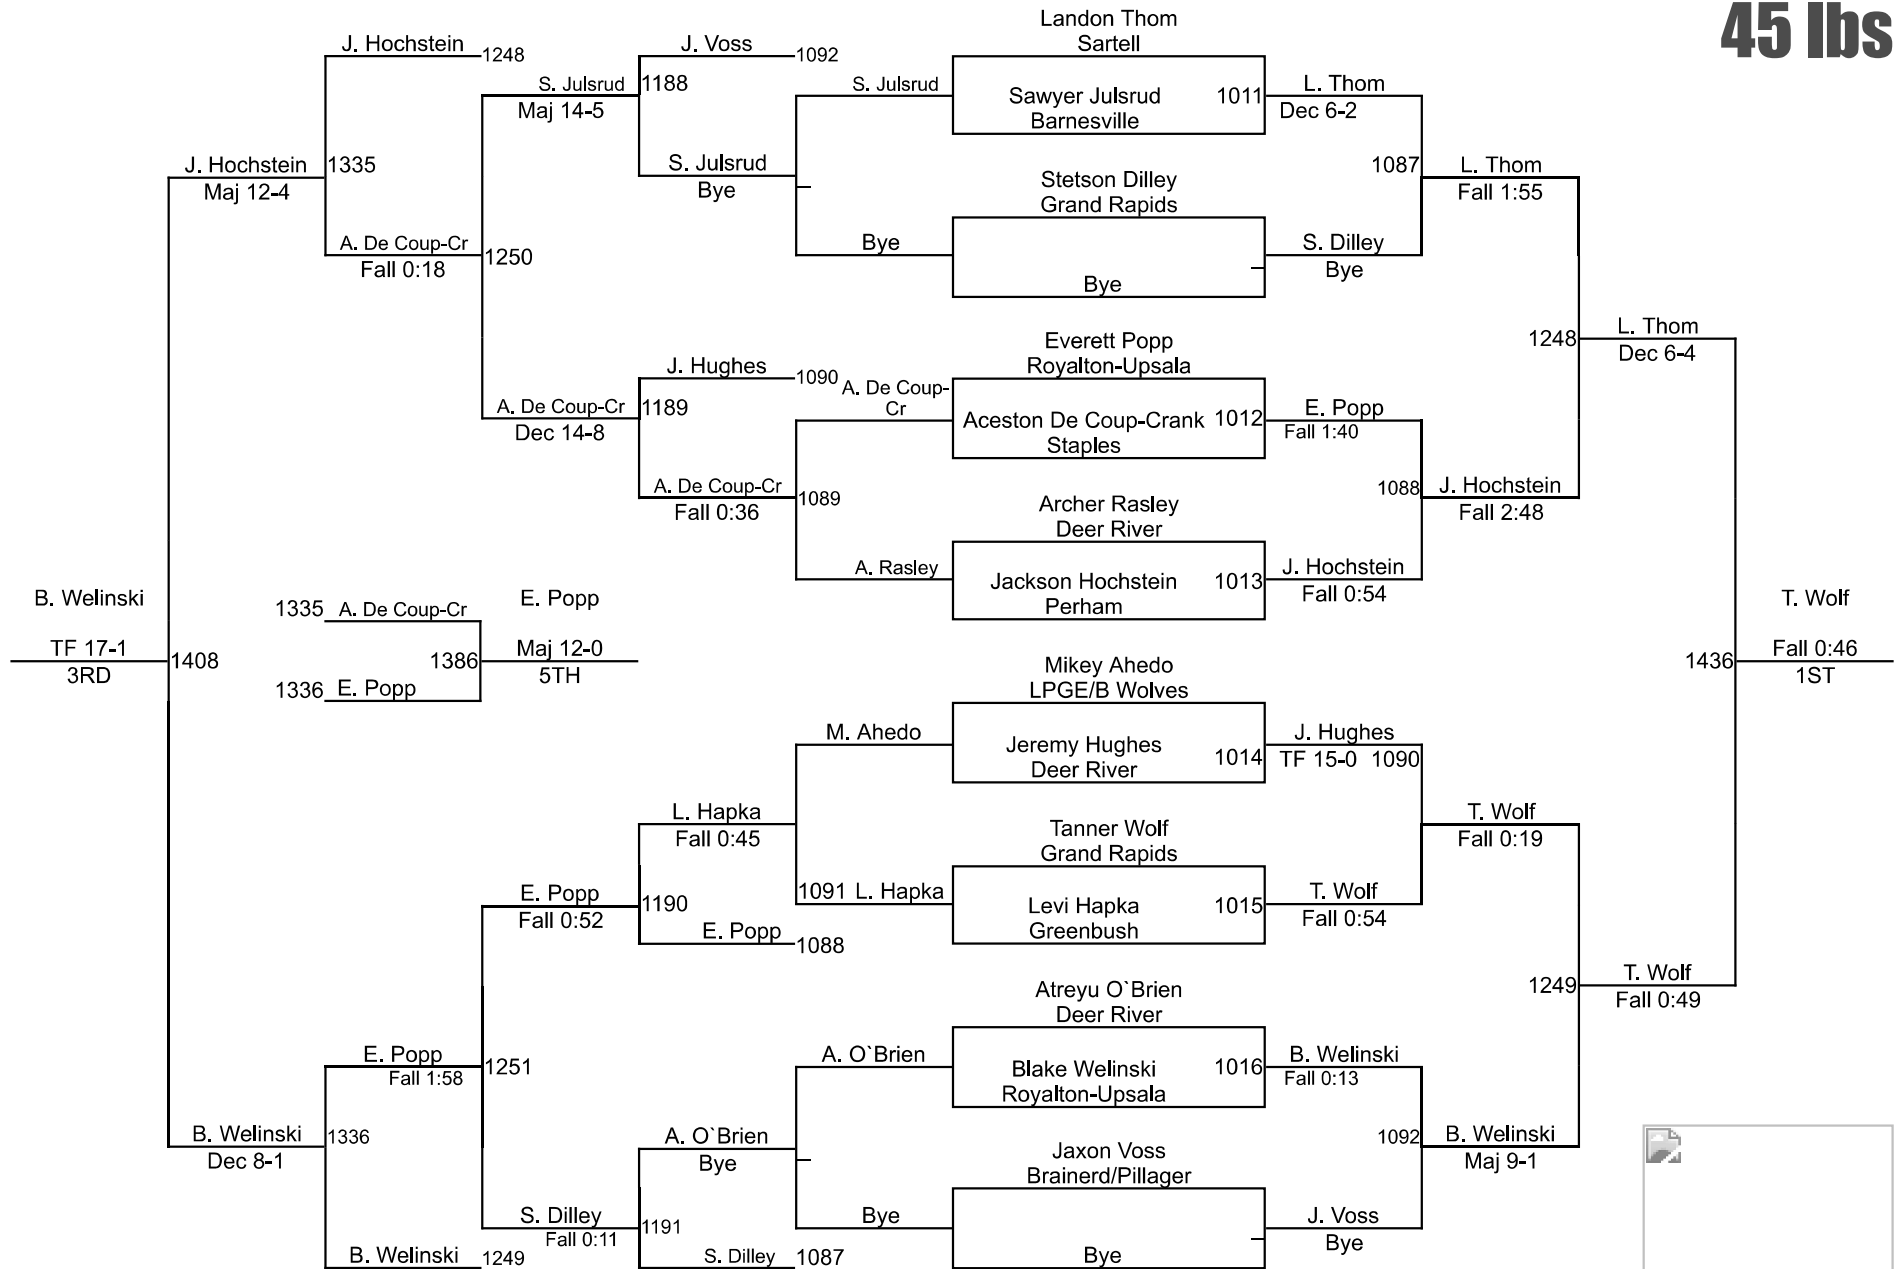 45 lbs
Landon Thom
Sartell
J. Hochstein
1248
J. Voss
1092
S. Julsrud
1188
Maj 14-5
S. Julsrud
Sawyer Julsrud
Barnesville
1011
L. Thom
Dec 6-2
J. Hochstein
Maj 12-4
1335
S. Julsrud
Bye
Stetson Dilley
Grand Rapids
1087
L. Thom
Fall 1:55
A. De Coup-Cr
Fall 0:18
1250
Bye
Bye
S. Dilley
Bye
Everett Popp
Royalton-Upsala
1248
L. Thom
Dec 6-4
J. Hughes
1090
A. De Coup-
Cr
A. De Coup-Cr
Dec 14-8
1189
Aceston De Coup-Crank
Staples
1012
E. Popp
Fall 1:40
A. De Coup-Cr
Fall 0:36
1089
Archer Rasley
Deer River
1088
J. Hochstein
Fall 2:48
A. Rasley
Jackson Hochstein
Perham
1013
J. Hochstein
Fall 0:54
B. Welinski
TF 17-1
3RD
1408
1335
A. De Coup-Cr
1336
E. Popp
1386
E. Popp
Maj 12-0
5TH
Mikey Ahedo
LPGE/B Wolves
1436
T. Wolf
Fall 0:46
1ST
M. Ahedo
Jeremy Hughes
Deer River
1014
J. Hughes
TF 15-0
1090
L. Hapka
Fall 0:45
Tanner Wolf
Grand Rapids
T. Wolf
Fall 0:19
E. Popp
Fall 0:52
1190
1091
L. Hapka
Levi Hapka
Greenbush
1015
T. Wolf
Fall 0:54
E. Popp
1088
Atreyu O`Brien
Deer River
1249
T. Wolf
Fall 0:49
E. Popp
Fall 1:58
1251
A. O`Brien
Blake Welinski
Royalton-Upsala
1016
B. Welinski
Fall 0:13
B. Welinski
Dec 8-1
1336
A. O`Brien
Bye
Jaxon Voss
Brainerd/Pillager
1092
B. Welinski
Maj 9-1
S. Dilley
Fall 0:11
1191
Bye
Bye
J. Voss
Bye
B. Welinski
1249
S. Dilley
1087